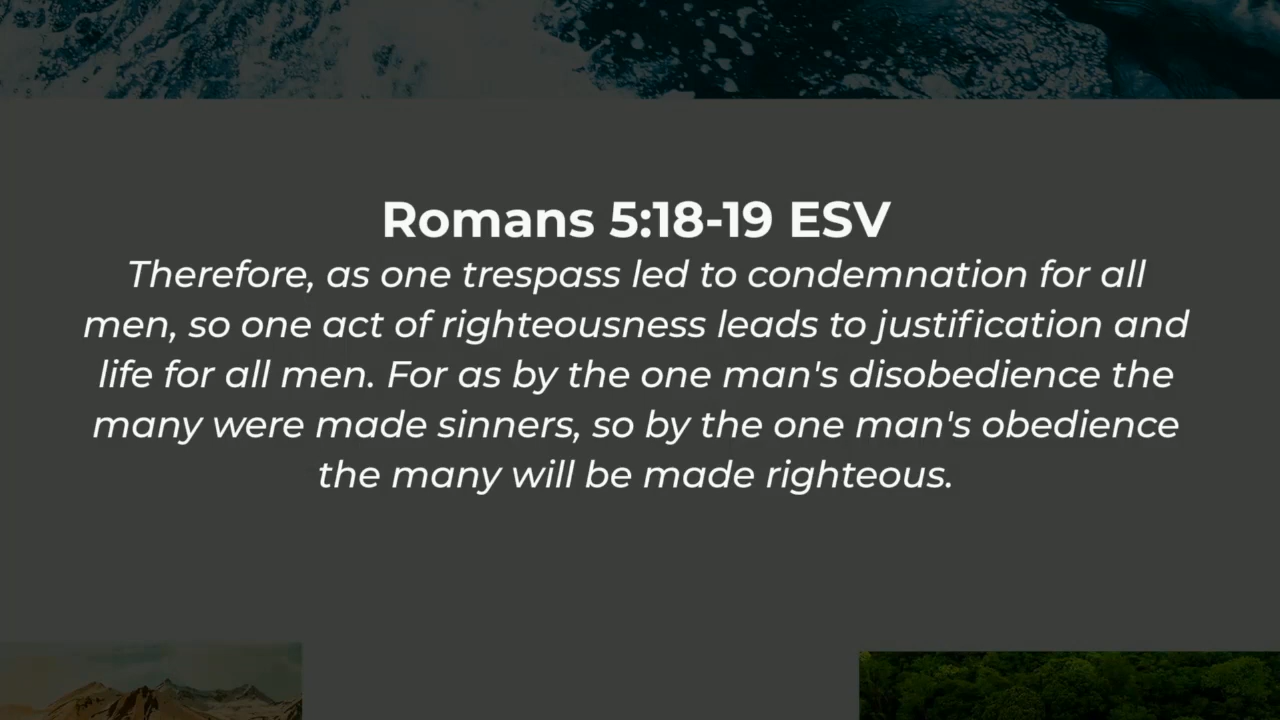 Romans 5:18-19 ESV
Therefore, as one trespass led to condemnation for all
men, so one act of righteousness leads to justification and
life for all men. For as by the one man's disobedience the
many were made sinners, so by the one man's obedience
the many will be made righteous.